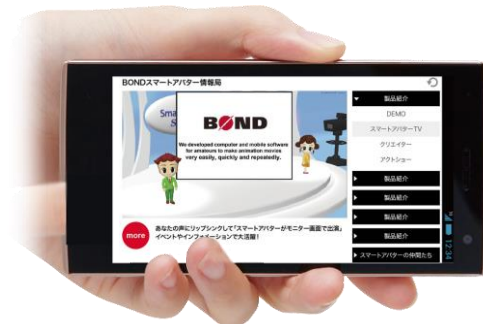 BONDスマートアバター情報局
BOND
We developed computer and mobile software
for amateurs to make animation movies
very easily, quickly and repeatedly.
more
あなたの声にリップシンクして「スマートアバターがモニター画面で出演」
イベントやインフォメーションで大活躍！
製品紹介
DEMO
スマートアバターTV
クリエイター
アクトショー
製品紹介
製品紹介
製品紹介
製品紹介
スマートアバターの仲間たち
12:34